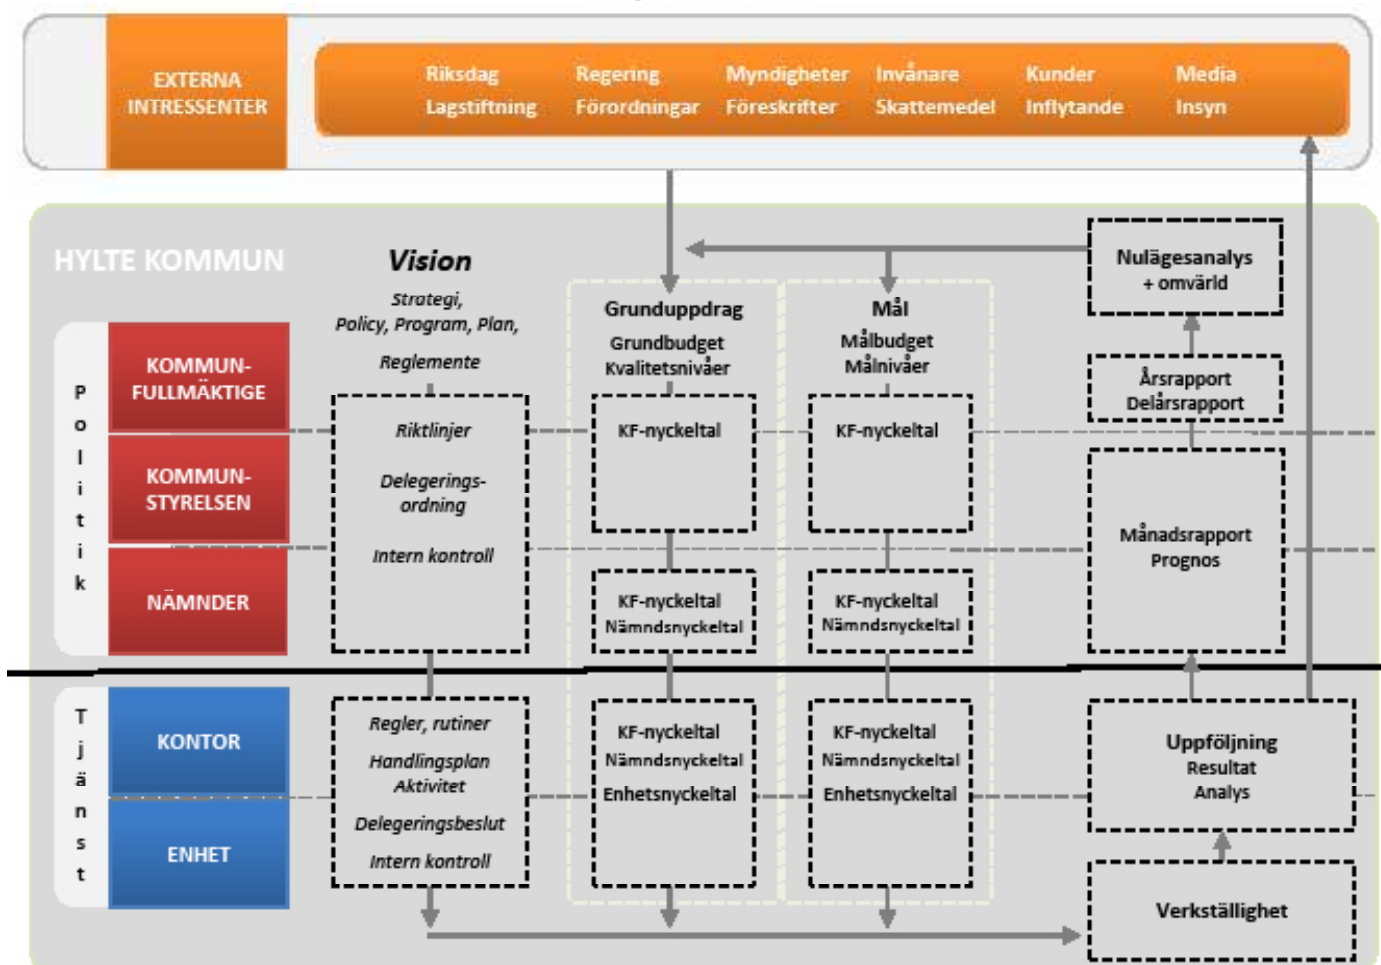 EXTERNA
INTRESSENTER
Riksdag Regering Myndigheter Invånare Kunder Media
Lagstiftning Förordningar Föreskrifter Skattemedel Inflytande Insyn
HYLTE KOMMUN
Vision
Strategi,
Policy, Program, Plan,
Reglemente
Grunduppdrag
Grundbudget
Kvalitetsnivåer
Mål
Målbudget
Målnivåer
Nulägesanalys
+ omvärld
Årsrapport
Delårsrapport
Politik
KOMMUN-
FULLMÄKTIGE
KOMMUN-
STYRELSEN
NÄMNDER
Riktlinjer
Delegerings-
ordning
Intern kontroll
KF-nyckeltal
KF-nyckeltal
Månadsrapport
Prognos
KF-nyckeltal
Nämndsnyckeltal
KF-nyckeltal
Nämndsnyckeltal
Tjänst
KONTOR
ENHET
Regler, rutiner
Handlingsplan
Aktivitet
Delegeringsbeslut
Intern kontroll
KF-nyckeltal
Nämndsnyckeltal
Enhetsnyckeltal
KF-nyckeltal
Nämndsnyckeltal
Enhetsnyckeltal
Uppföljning
Resultat
Analys
Verkställighet